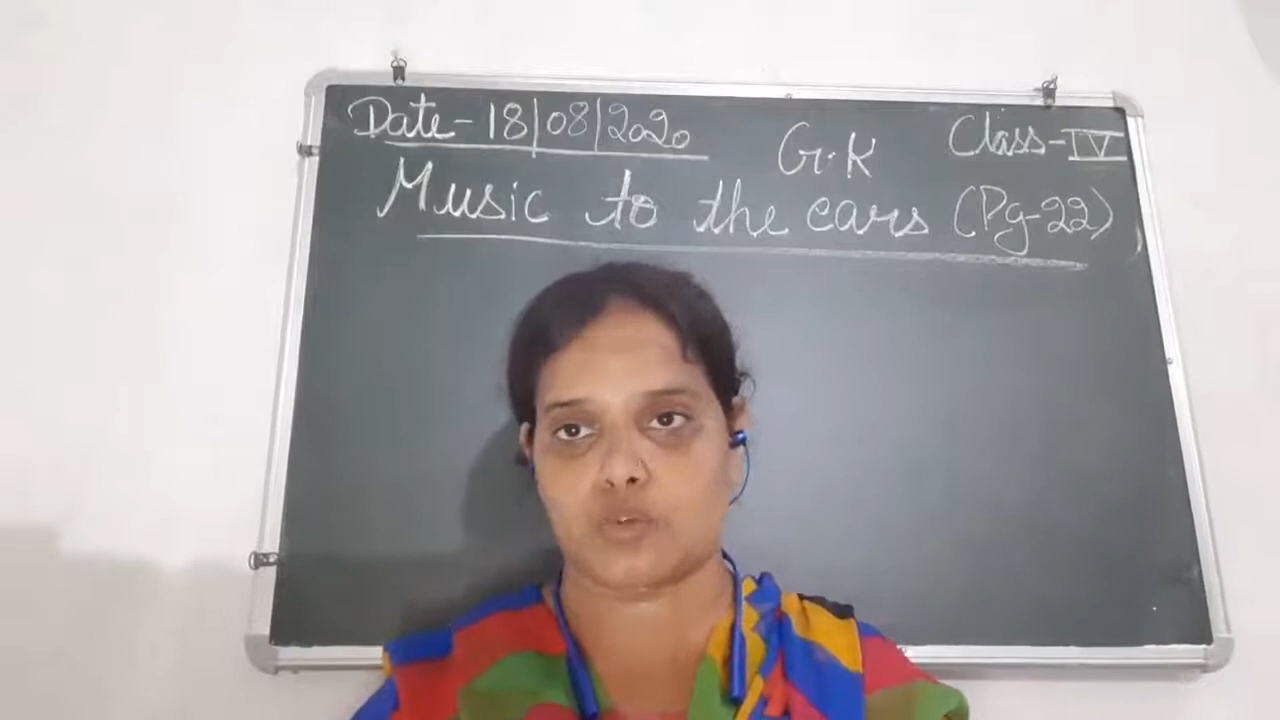 Date-18/08/2020 G.K Class-IV
Music to the ears (Pg-22)